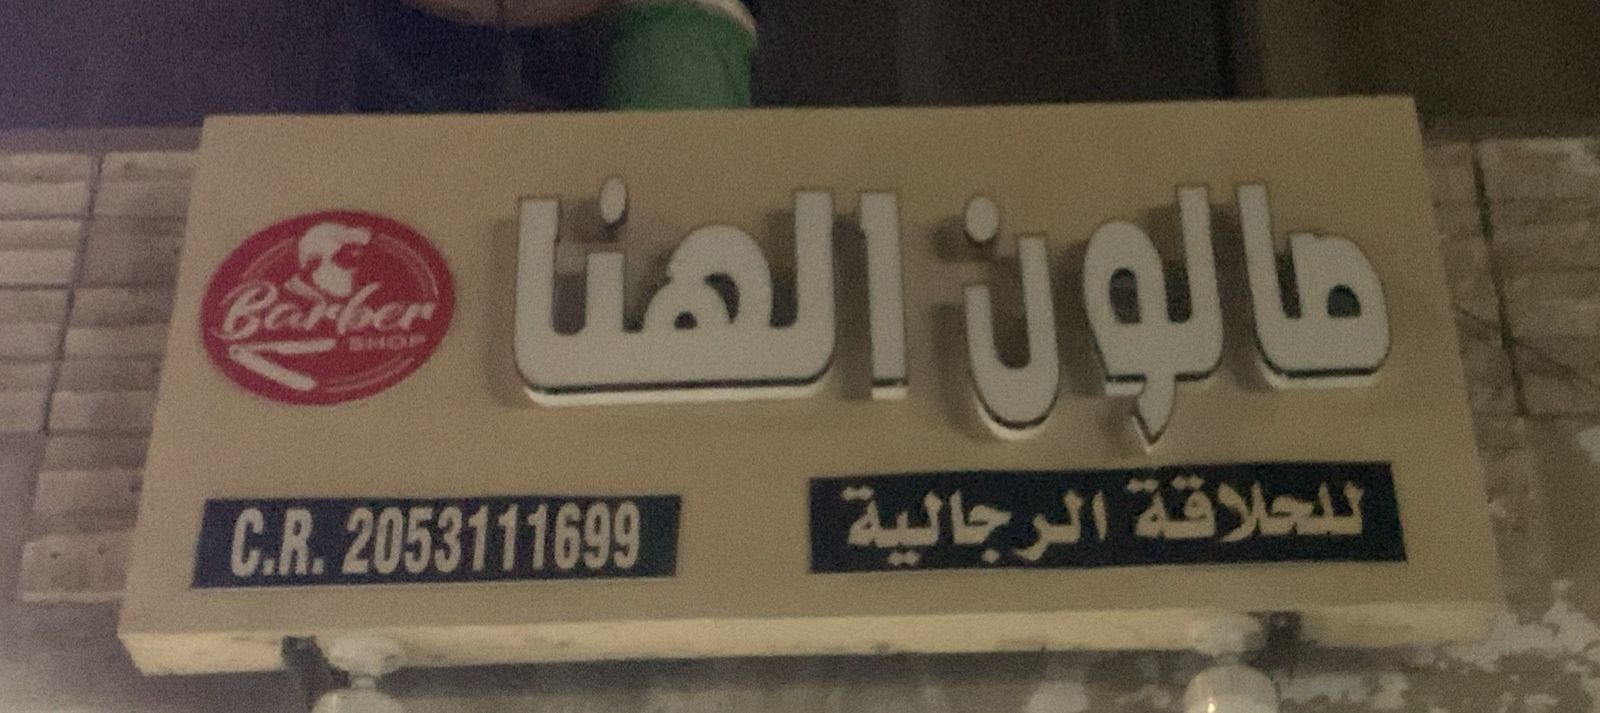 صالون الهنا
Barber
SHOP
للحلاقة الرجالية
C.R. 2053111699